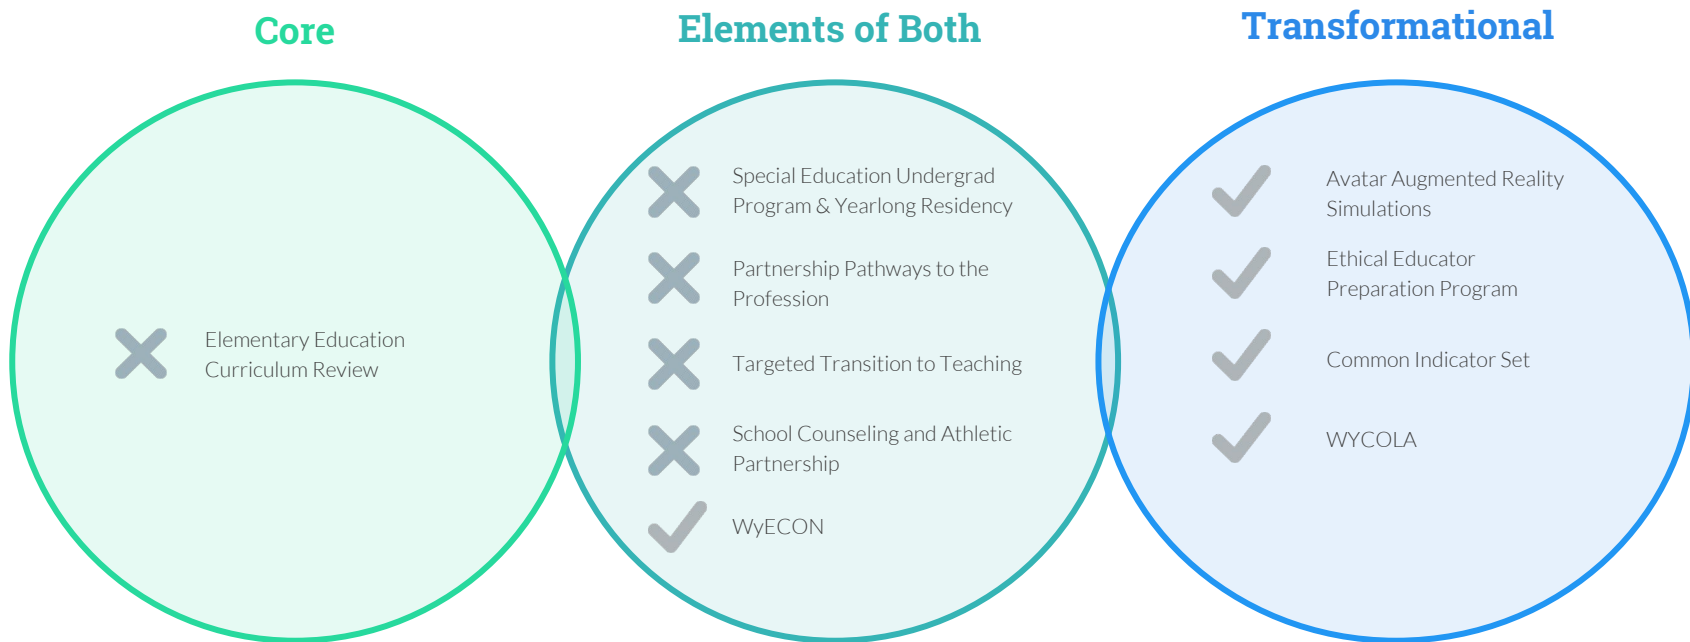 Core
Elements of Both
Transformational
Elementary Education
Curriculum Review
Special Education Undergrad
Program & Yearlong Residency
Partnership Pathways to the
Profession
Targeted Transition to Teaching
School Counseling and Athletic
Partnership
WyECON
Avatar Augmented Reality
Simulations
Ethical Educator
Preparation Program
Common Indicator Set
WYCOLA